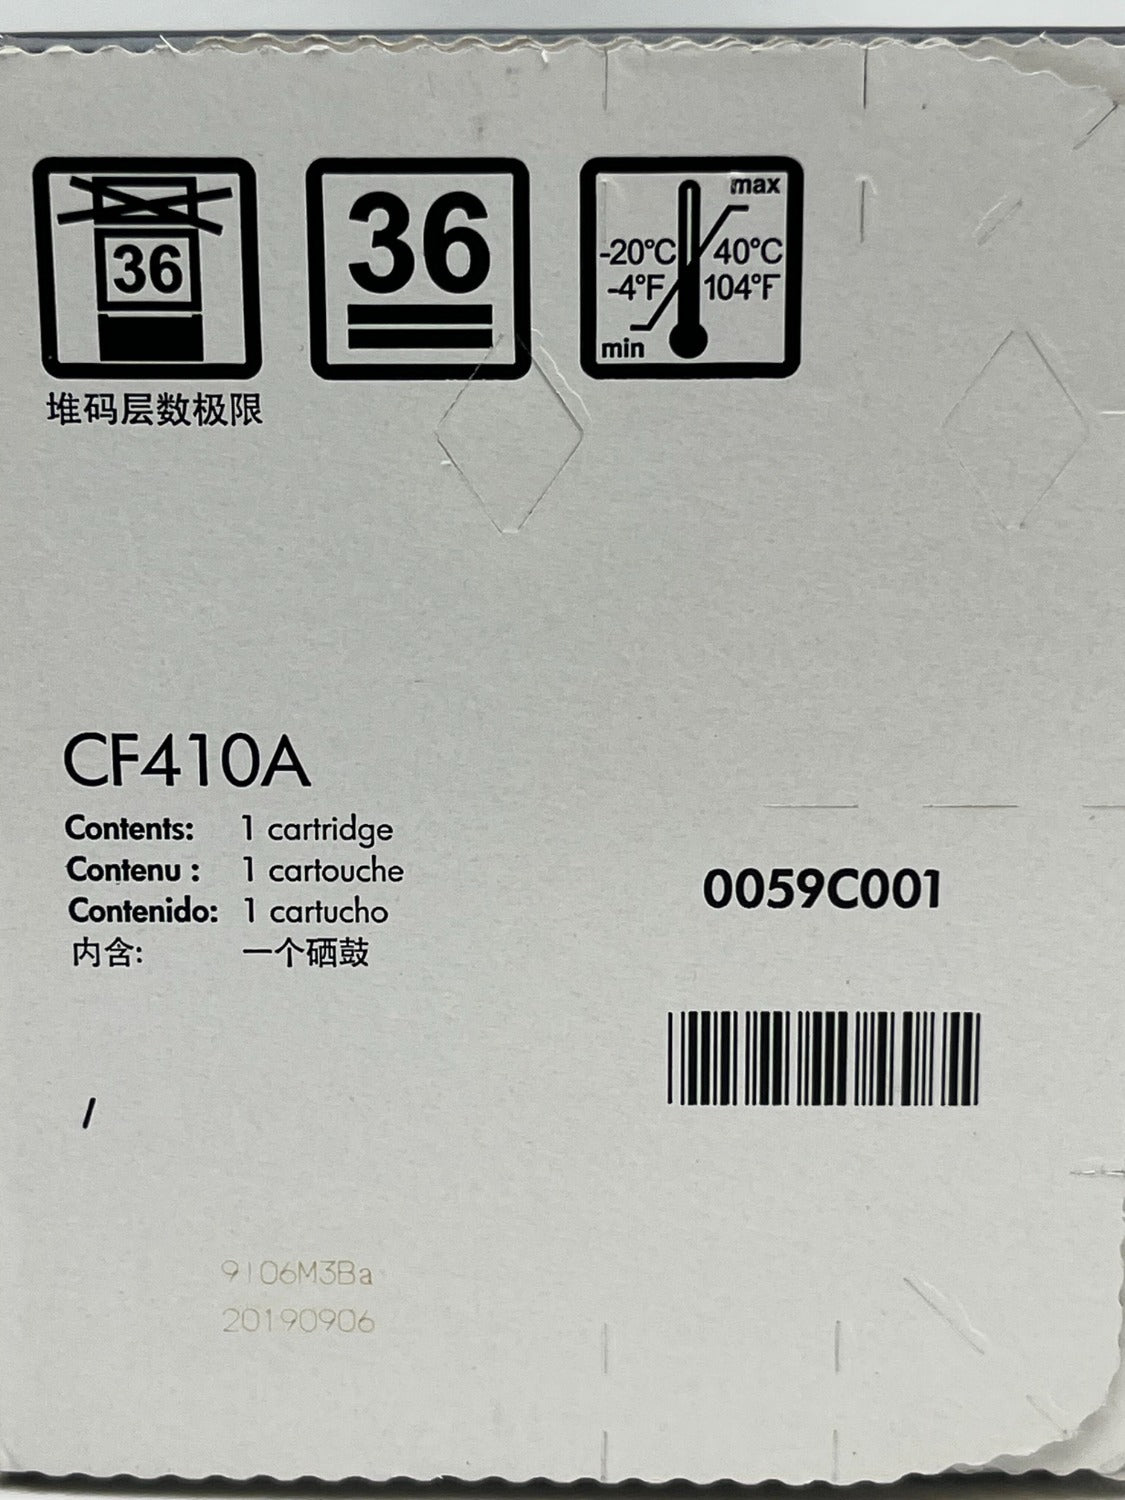 36
堆码层数极限
36
max
-20°C 40°C
-4°F 104°F
min
CF410A
Contents: 1 cartridge
Contenu : 1 cartouche
Contenido: 1 cartucho
内含: 一个硒鼓
0059C001
/
9I06M3Ba
20190906